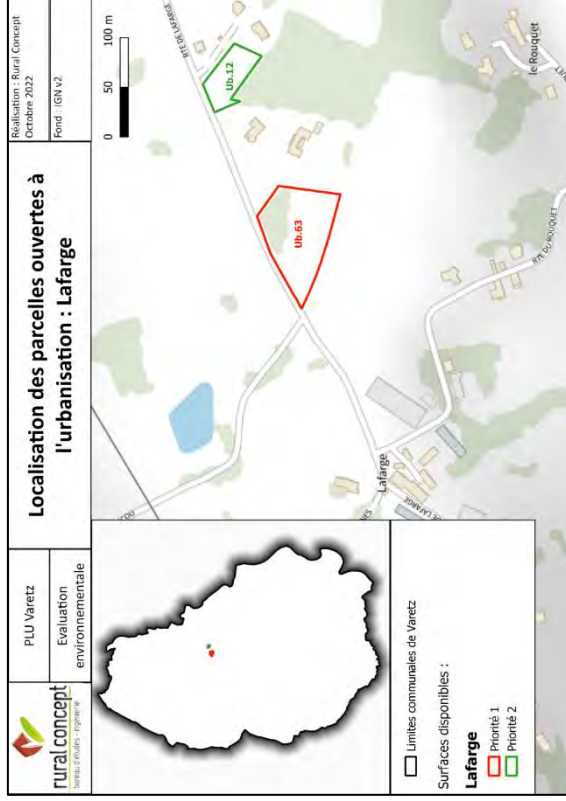 rural concept
bureau d'études - ingénierie
PLU Varetz
Evaluation
environnementale
Localisation des parcelles ouvertes à
l'urbanisation : Lafarge
Réalisation : Rural Concept
Octobre 2022
Fond : IGN v2
0 50 100 m
RTE DE LAFARGE
Ub.12
Ub.63
le Rouquet
RTE DU ROUQUET
Lafarge
DE LAFARGE
Limites communales de Varetz
Surfaces disponibles :
Lafarge
Priorité 1
Priorité 2